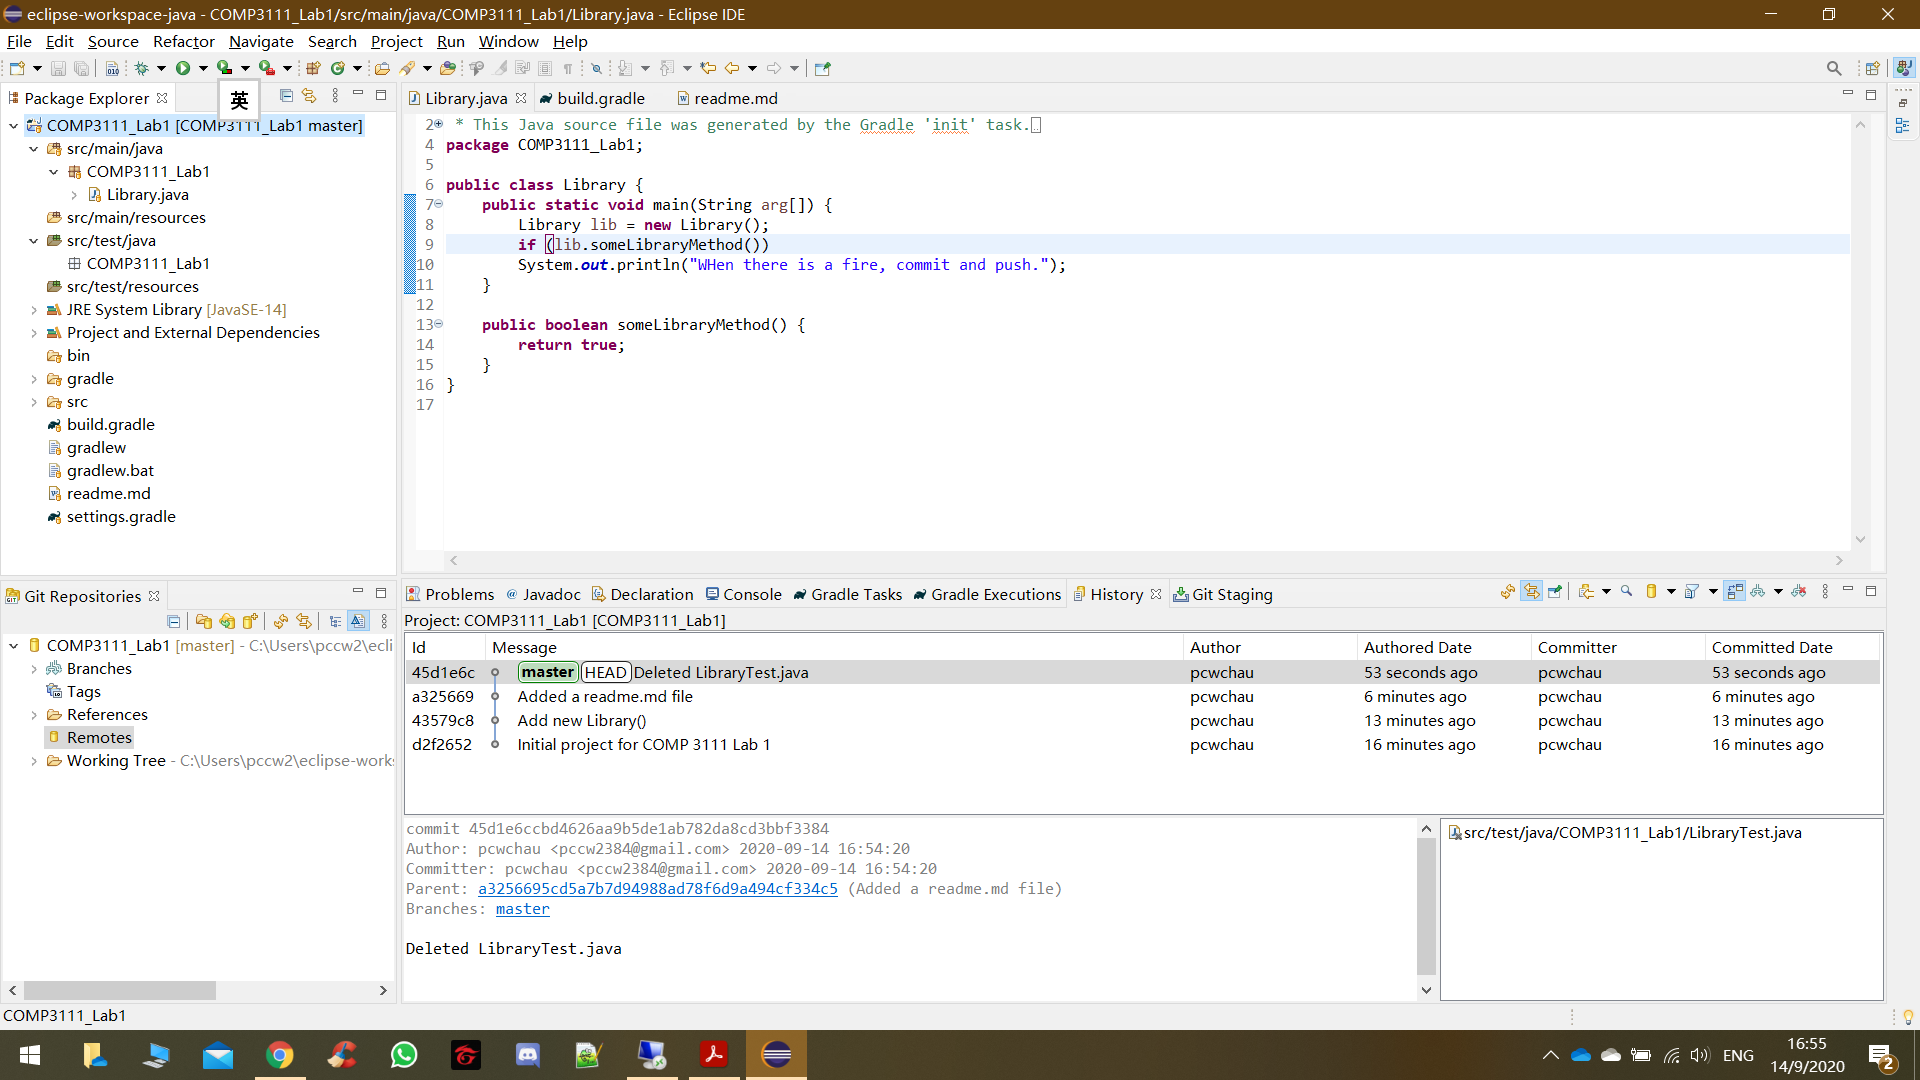 eclipse-workspace-java - COMP3111_Lab1/src/main/java/COMP3111_Lab1/Library.java - Eclipse IDE
File Edit Source Refactor Navigate Search Project Run Window Help
Package Explorer
英
COMP3111_Lab1 [COMP3111_Lab1 master]
src/main/java
COMP3111_Lab1
Library.java
src/main/resources
src/test/java
COMP3111_Lab1
src/test/resources
JRE System Library [JavaSE-14]
Project and External Dependencies
bin
gradle
src
build.gradle
gradlew
gradlew.bat
readme.md
settings.gradle
Library.java build.gradle readme.md
2 * This Java source file was generated by the Gradle 'init' task.
4 package COMP3111_Lab1;
5
6 public class Library {
7 public static void main(String arg[]) {
8 Library lib = new Library();
9 if (lib.someLibraryMethod())
10 System.out.println("WHen there is a fire, commit and push.");
11 }
12
13 public boolean someLibraryMethod() {
14 return true;
15 }
16 }
17
Git Repositories
COMP3111_Lab1 [master] - C:\Users\pccw2\ecli
Branches
Tags
References
Remotes
Working Tree - C:\Users\pccw2\eclipse-works
Problems Javadoc Declaration Console Gradle Tasks Gradle Executions History Git Staging
Project: COMP3111_Lab1 [COMP3111_Lab1]
Id Message Author Authored Date Committer Committed Date
45d1e6c master HEAD Deleted LibraryTest.java pcwchau 53 seconds ago pcwchau 53 seconds ago
a325669 Added a readme.md file pcwchau 6 minutes ago pcwchau 6 minutes ago
43579c8 Add new Library() pcwchau 13 minutes ago pcwchau 13 minutes ago
d2f2652 Initial project for COMP 3111 Lab 1 pcwchau 16 minutes ago pcwchau 16 minutes ago
commit 45d1e6ccbd4626aa9b5de1ab782da8cd3bbf3384
Author: pcwchau <pccw2384@gmail.com> 2020-09-14 16:54:20
Committer: pcwchau <pccw2384@gmail.com> 2020-09-14 16:54:20
Parent: a3256695cd5a7b7d94988ad78f6d9a494cf334c5 (Added a readme.md file)
Branches: master
Deleted LibraryTest.java
src/test/java/COMP3111_Lab1/LibraryTest.java
COMP3111_Lab1
ENG
16:55
14/9/2020
2